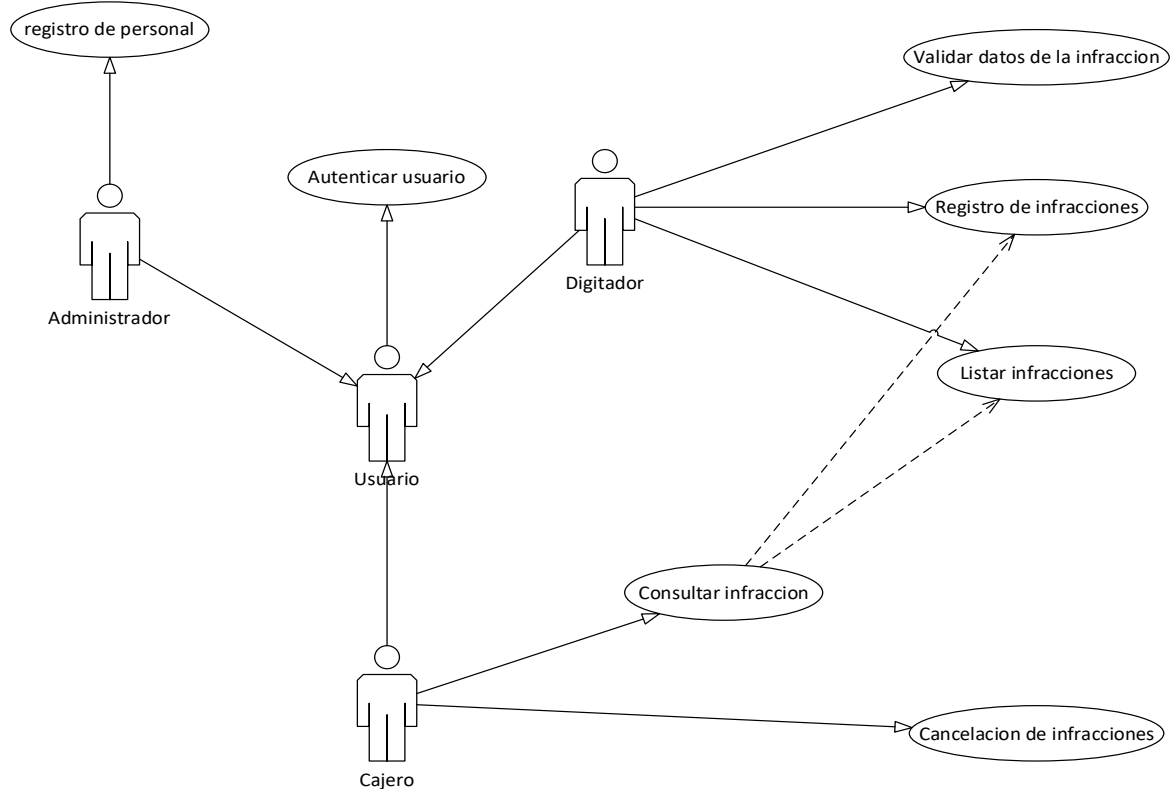 registro de personal
Validar datos de la infraccion
Autenticar usuario
Registro de infracciones
Digitador
Administrador
Listar infracciones
Usuario
Consultar infraccion
Cancelacion de infracciones
Cajero